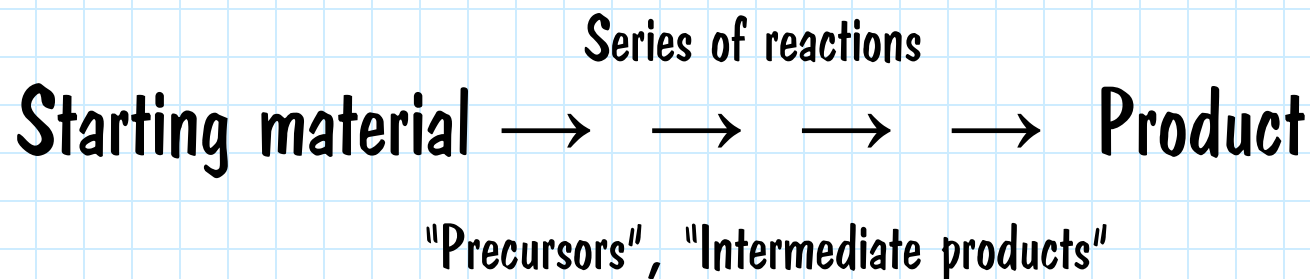 Series of reactions
Starting material → → → → Product
"Precursors", "Intermediate products"